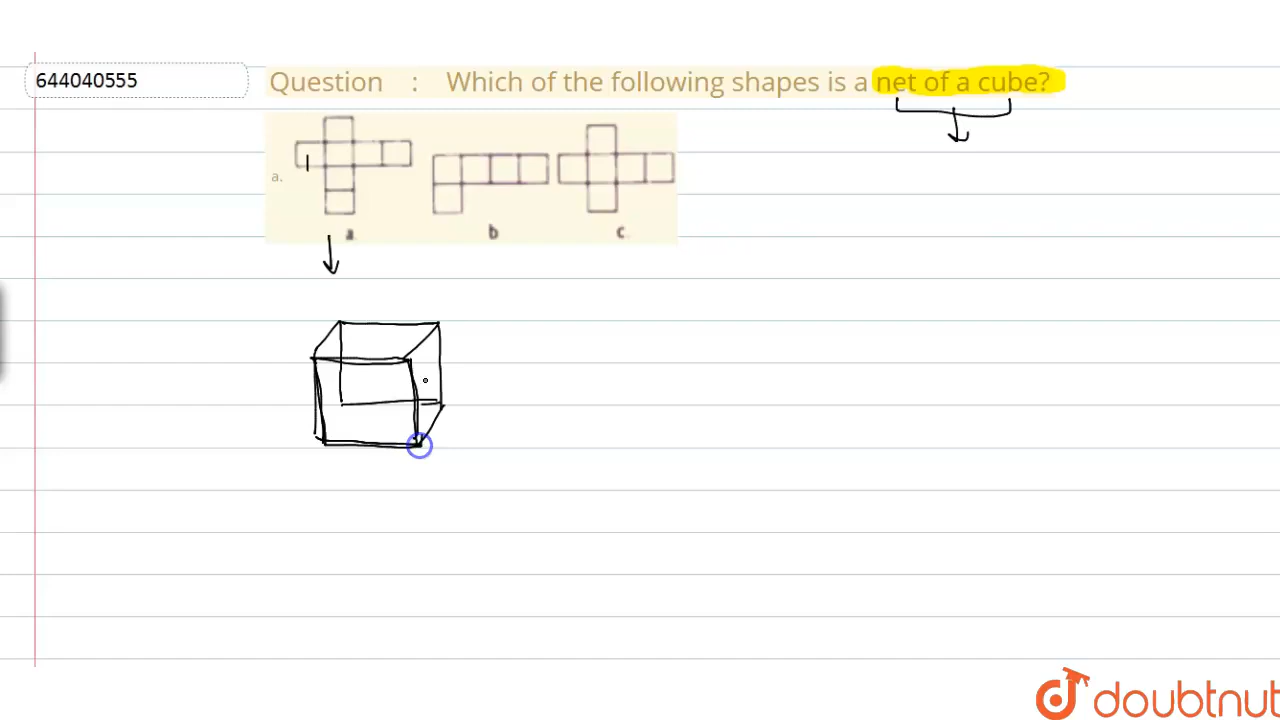 644040555
Question : Which of the following shapes is a net of a cube?
a.
a b c
doubtnut